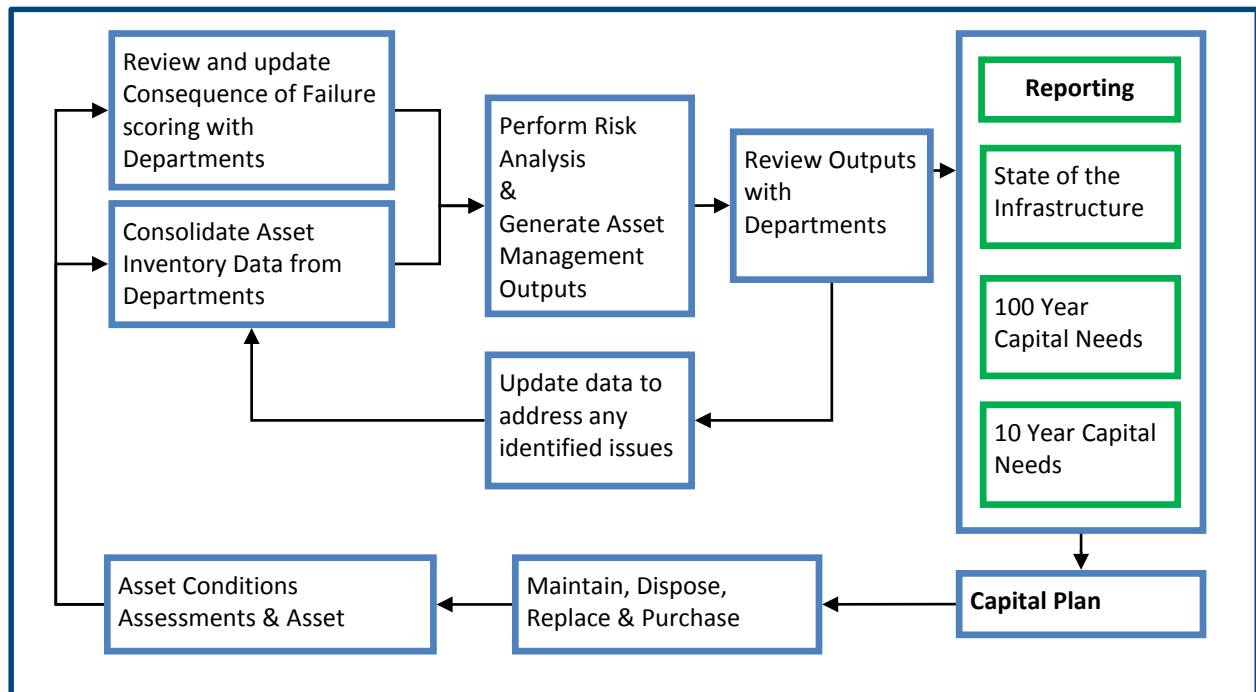 Review and update
Consequence of Failure
scoring with
Departments
Consolidate Asset
Inventory Data from
Departments
Perform Risk
Analysis
&
Generate Asset
Management
Outputs
Review Outputs
with
Departments
Reporting
State of the
Infrastructure
100 Year
Capital Needs
10 Year Capital
Needs
Update data to
address any
identified issues
Asset Conditions
Assessments & Asset
Maintain, Dispose,
Replace & Purchase
Capital Plan